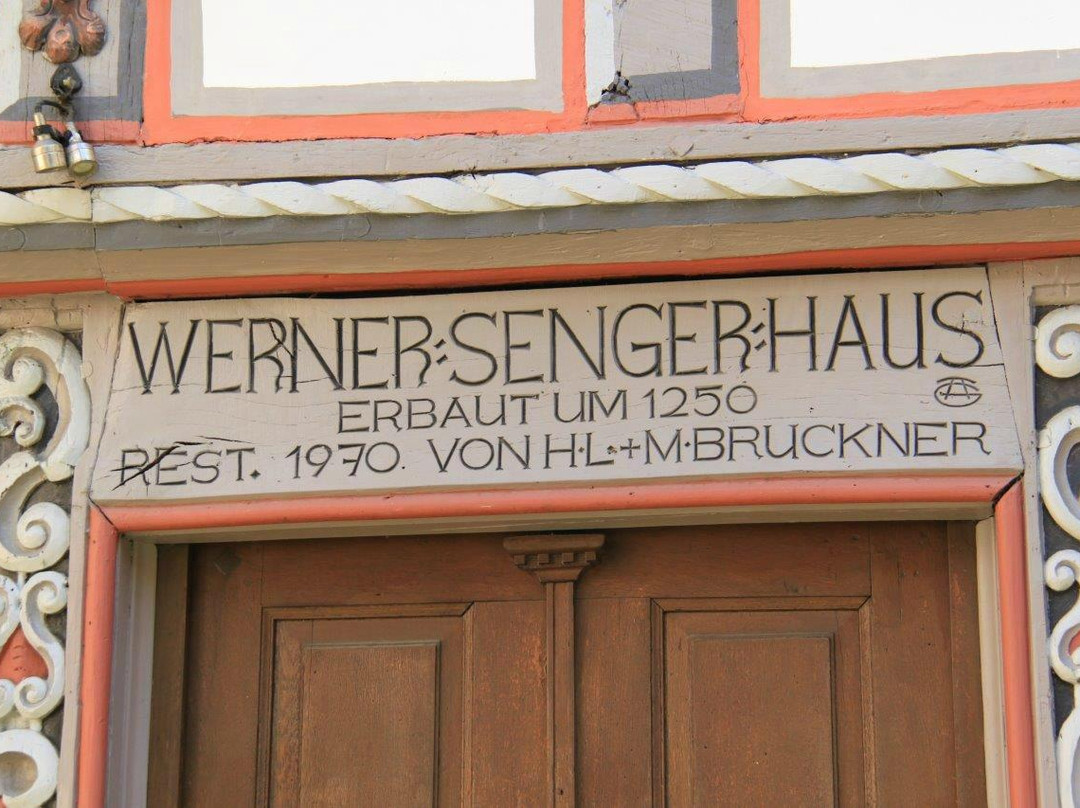 WERNER:SENGER:HAUS
ERBAUT UM 1250
REST. 1970. VON H·L·+M·BRUCKNER